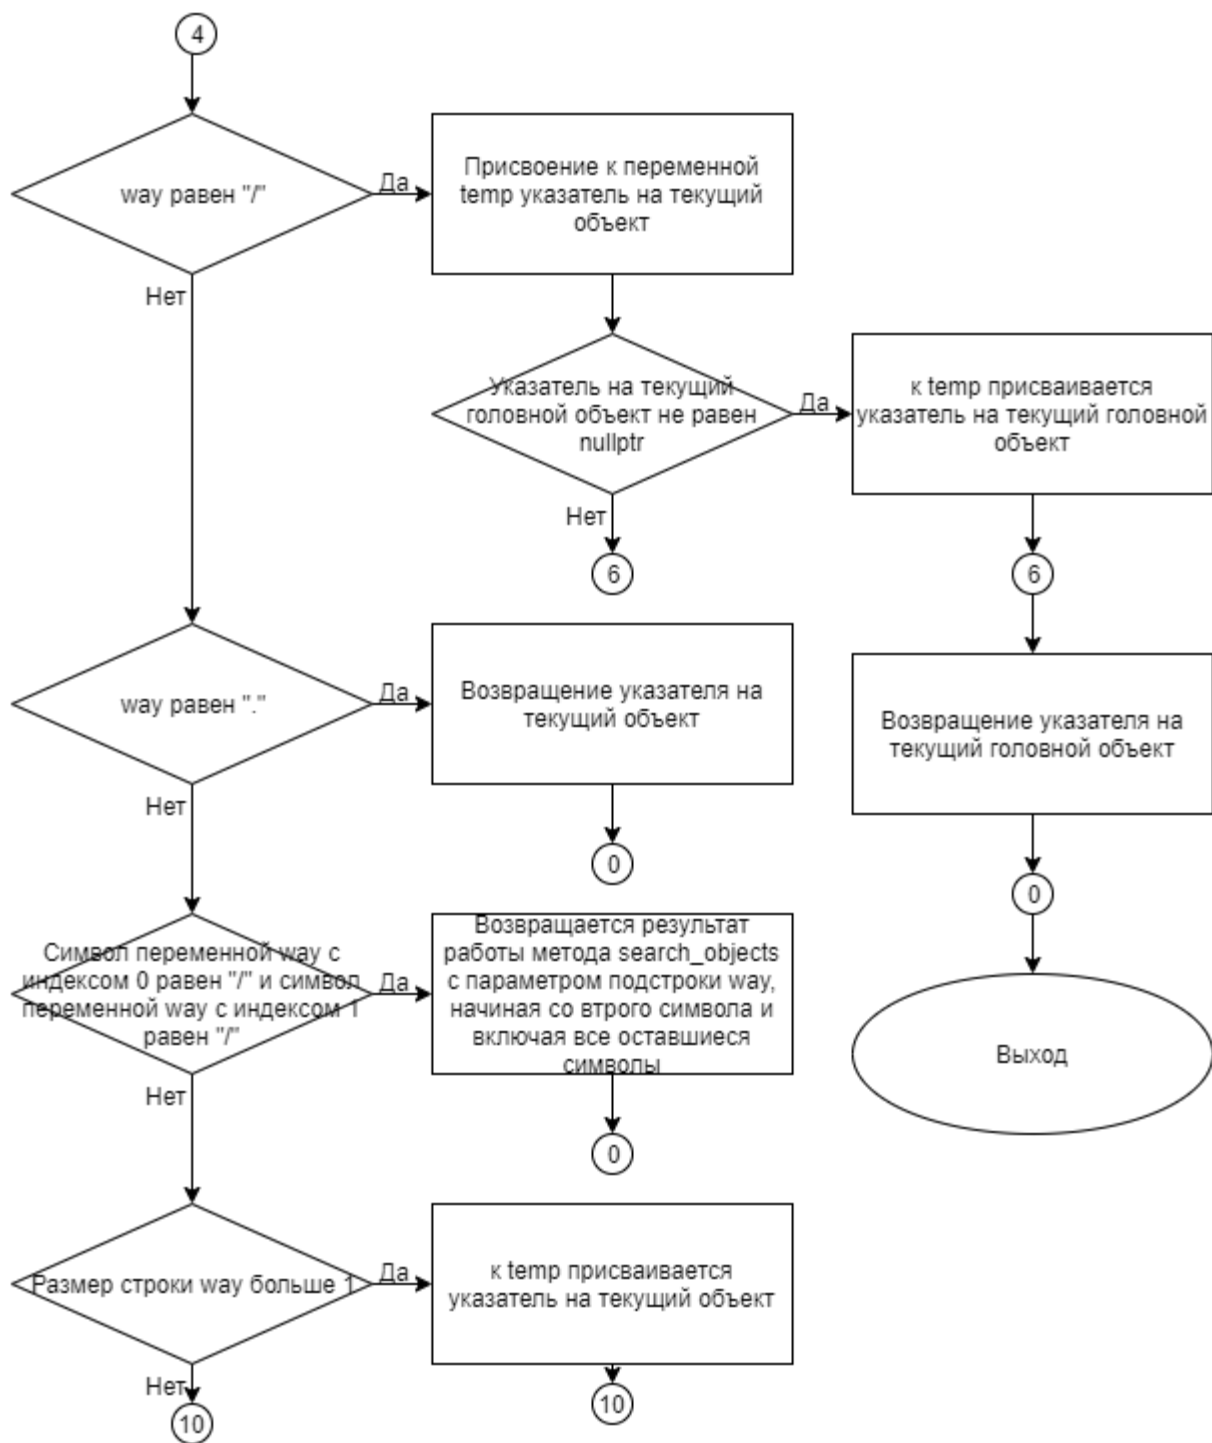 4
way равен "/"
Да
Присвоение к переменной
temp указатель на текущий
объект
Нет
Указатель на текущий
головной объект не равен
nullptr
Да
к temp присваивается
указатель на текущий головной
объект
Нет
6
6
way равен "."
Да
Возвращение указателя на
текущий объект
Возвращение указателя на
текущий головной объект
Нет
0
0
Символ переменной way с
индексом 0 равен "/" и символ
переменной way с индексом 1
равен "/"
Да
Возвращается результат
работы метода search_objects
с параметром подстроки way,
начиная со втрого символа и
включая все оставшиеся
символы
Выход
Нет
0
Размер строки way больше 1
Да
к temp присваивается
указатель на текущий объект
Нет
10
10